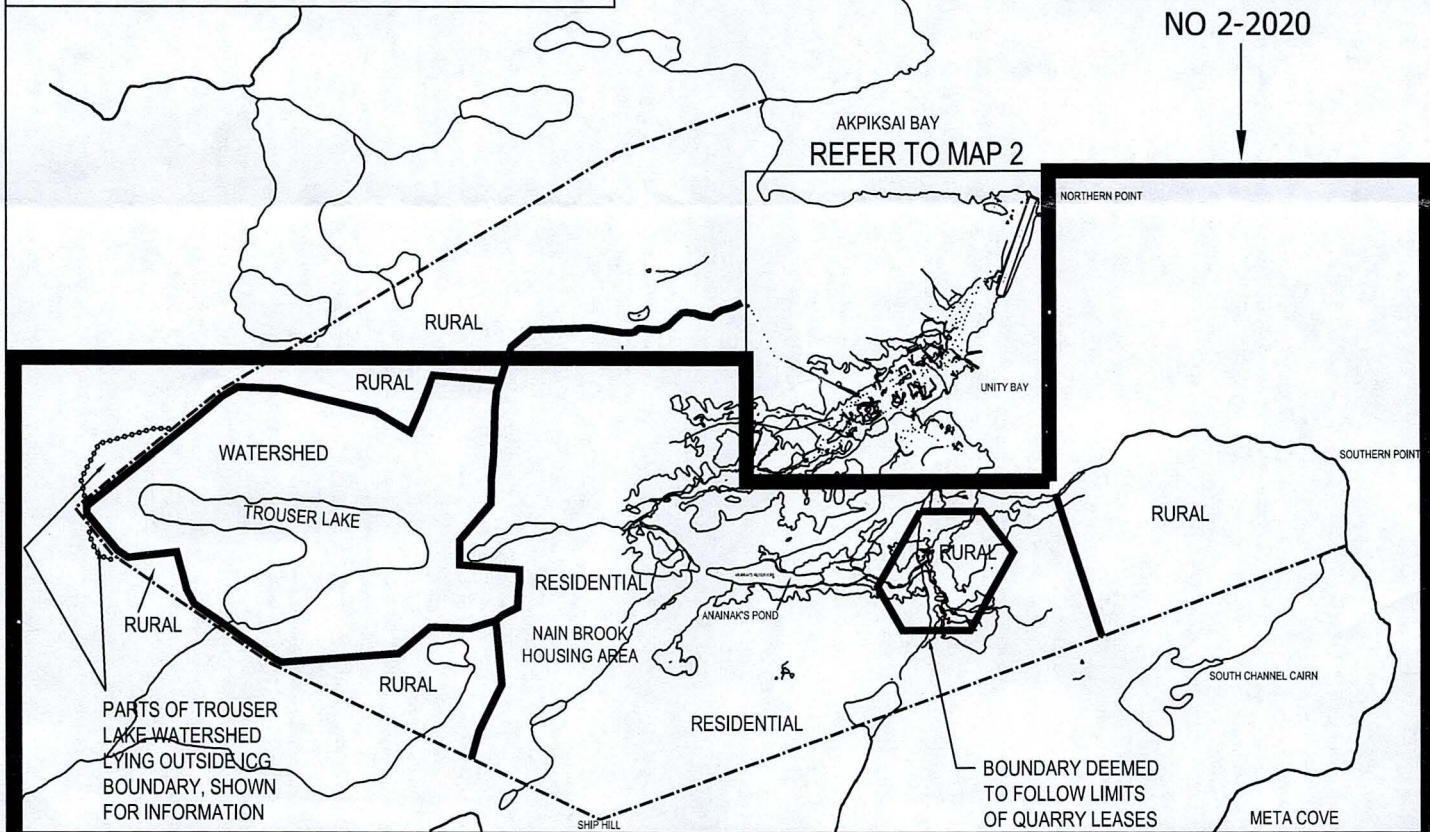 NO 2-2020
AKPIKSAI BAY
REFER TO MAP 2
NORTHERN POINT
RURAL
RURAL
UNITY BAY
WATERSHED
SOUTHERN POINT
TROUSER LAKE
RURAL
RURAL
RESIDENTIAL
ANAINAK'S POND
RURAL
NAIN BROOK
HOUSING AREA
RURAL
SOUTH CHANNEL CAIRN
PARTS OF TROUSER
LAKE WATERSHED
LYING OUTSIDE ICG
BOUNDARY, SHOWN
FOR INFORMATION
RESIDENTIAL
BOUNDARY DEEMED
TO FOLLOW LIMITS
OF QUARRY LEASES
META COVE
SHIP HILL